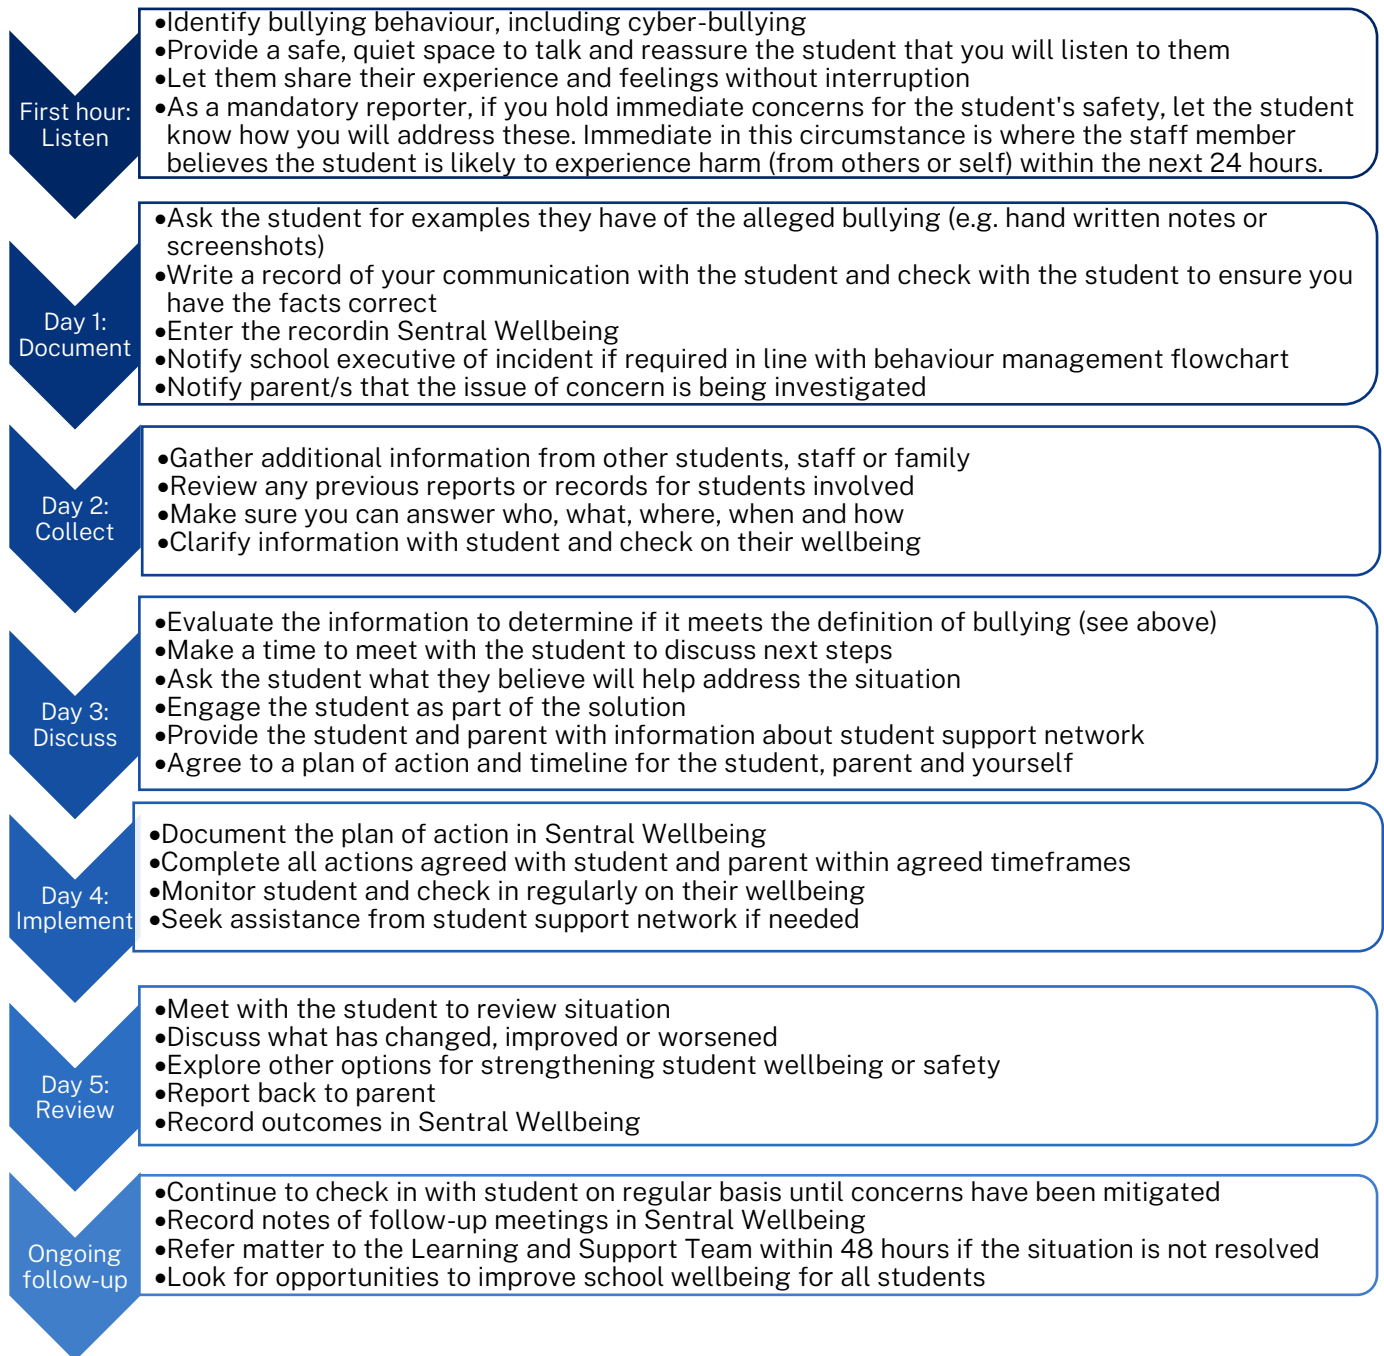 First hour:
Listen
•Identify bullying behaviour, including cyber-bullying
•Provide a safe, quiet space to talk and reassure the student that you will listen to them
•Let them share their experience and feelings without interruption
•As a mandatory reporter, if you hold immediate concerns for the student's safety, let the student
know how you will address these. Immediate in this circumstance is where the staff member
believes the student is likely to experience harm (from others or self) within the next 24 hours.
Day 1:
Document
•Ask the student for examples they have of the alleged bullying (e.g. hand written notes or
screenshots)
•Write a record of your communication with the student and check with the student to ensure you
have the facts correct
•Enter the recordin Sentral Wellbeing
•Notify school executive of incident if required in line with behaviour management flowchart
•Notify parent/s that the issue of concern is being investigated
Day 2:
Collect
•Gather additional information from other students, staff or family
•Review any previous reports or records for students involved
•Make sure you can answer who, what, where, when and how
•Clarify information with student and check on their wellbeing
Day 3:
Discuss
•Evaluate the information to determine if it meets the definition of bullying (see above)
•Make a time to meet with the student to discuss next steps
•Ask the student what they believe will help address the situation
•Engage the student as part of the solution
•Provide the student and parent with information about student support network
•Agree to a plan of action and timeline for the student, parent and yourself
Day 4:
Implement
•Document the plan of action in Sentral Wellbeing
•Complete all actions agreed with student and parent within agreed timeframes
•Monitor student and check in regularly on their wellbeing
•Seek assistance from student support network if needed
Day 5:
Review
•Meet with the student to review situation
•Discuss what has changed, improved or worsened
•Explore other options for strengthening student wellbeing or safety
•Report back to parent
•Record outcomes in Sentral Wellbeing
Ongoing
follow-up
•Continue to check in with student on regular basis until concerns have been mitigated
•Record notes of follow-up meetings in Sentral Wellbeing
•Refer matter to the Learning and Support Team within 48 hours if the situation is not resolved
•Look for opportunities to improve school wellbeing for all students